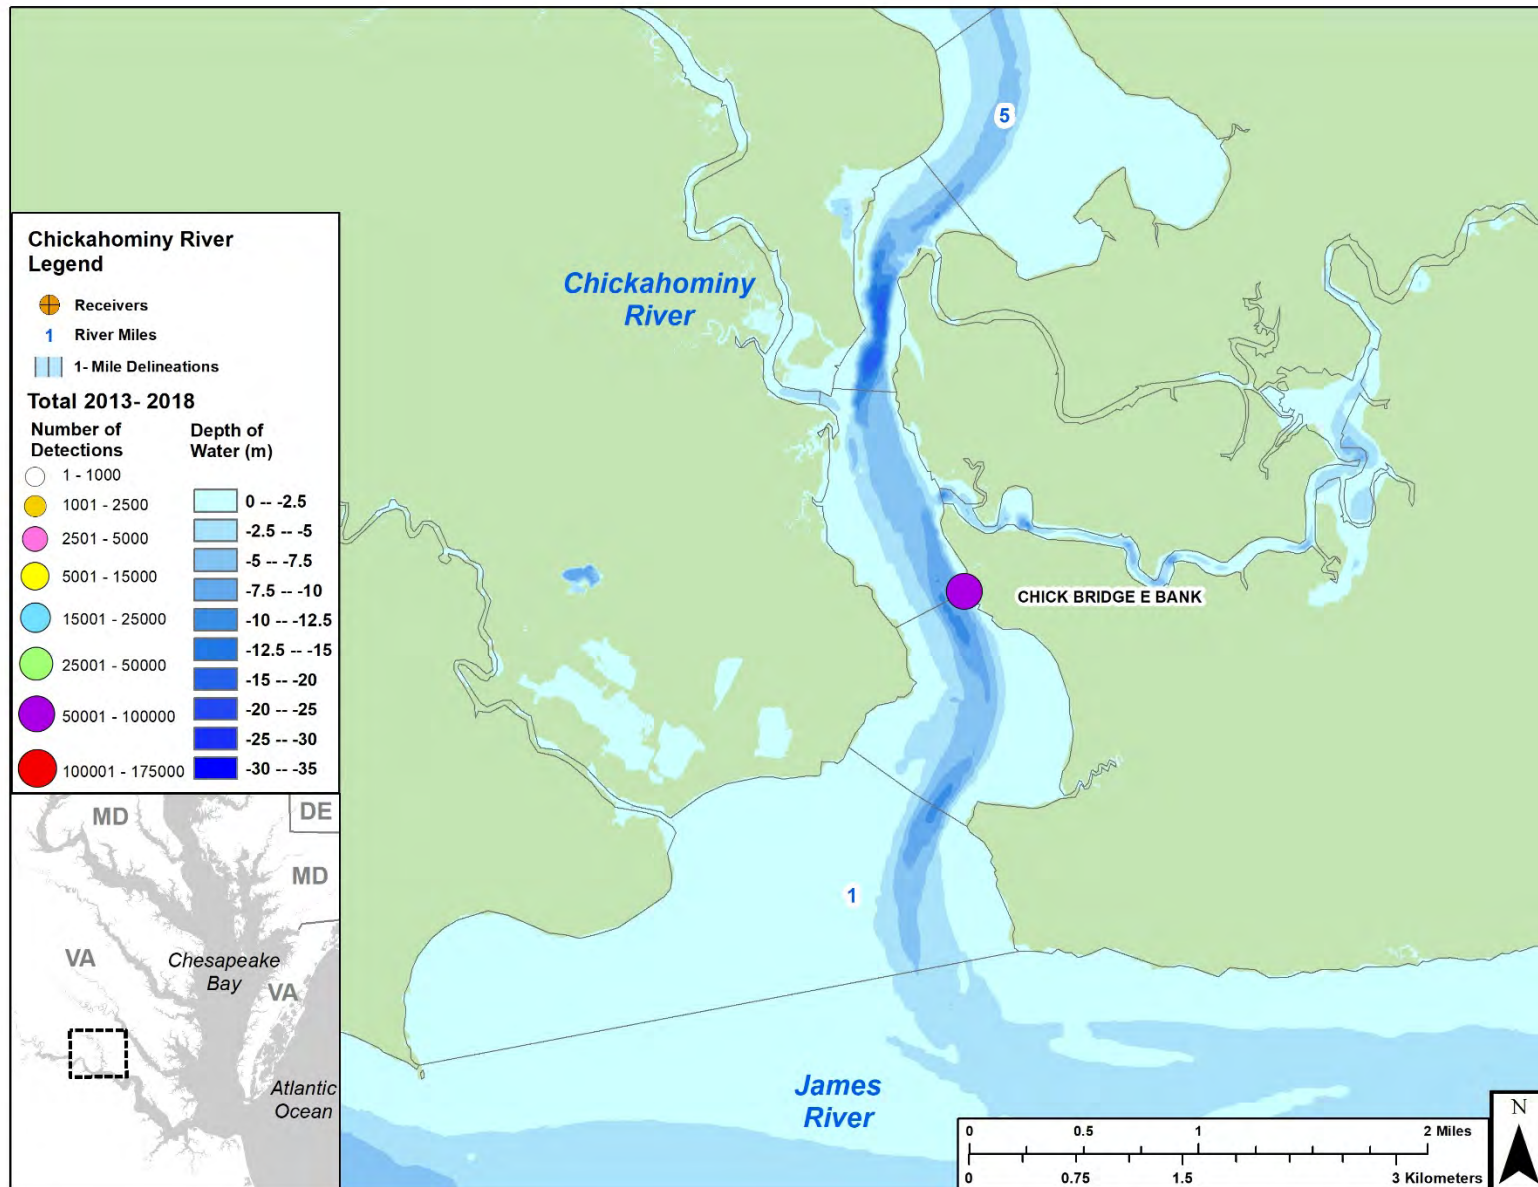 5
Chickahominy
River
CHICK BRIDGE E BANK
1
James
River
Chickahominy River
Legend
Receivers
1 River Miles
1- Mile Delineations
Total 2013- 2018
Number of
Detections
1 - 1000
1001 - 2500
2501 - 5000
5001 - 15000
15001 - 25000
25001 - 50000
50001 - 100000
100001 - 175000
Depth of
Water (m)
0 -- -2.5
-2.5 -- -5
-5 -- -7.5
-7.5 -- -10
-10 -- -12.5
-12.5 -- -15
-15 -- -20
-20 -- -25
-25 -- -30
-30 -- -35
MD
DE
MD
VA
Chesapeake
Bay
VA
Atlantic
Ocean
0 0.5 1 2 Miles
0 0.75 1.5 3 Kilometers
N